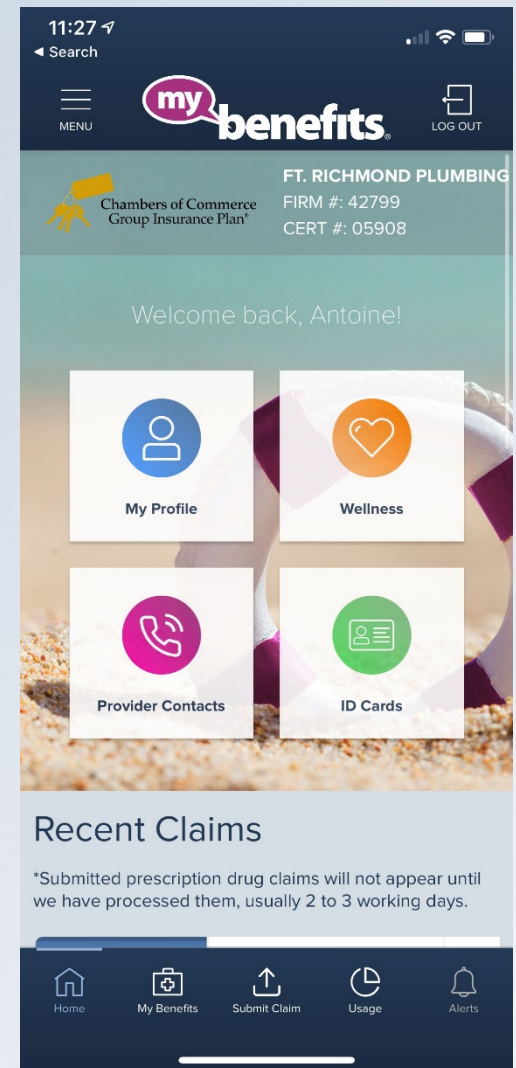 11:27
Search
my benefits®
MENU
LOG OUT
Chambers of Commerce
Group Insurance Plan®
FT. RICHMOND PLUMBING
FIRM #: 42799
CERT #: 05908
Welcome back, Antoine!
My Profile
Wellness
Provider Contacts
ID Cards
Recent Claims
*Submitted prescription drug claims will not appear until
we have processed them, usually 2 to 3 working days.
Home
My Benefits
Submit Claim
Usage
Alerts